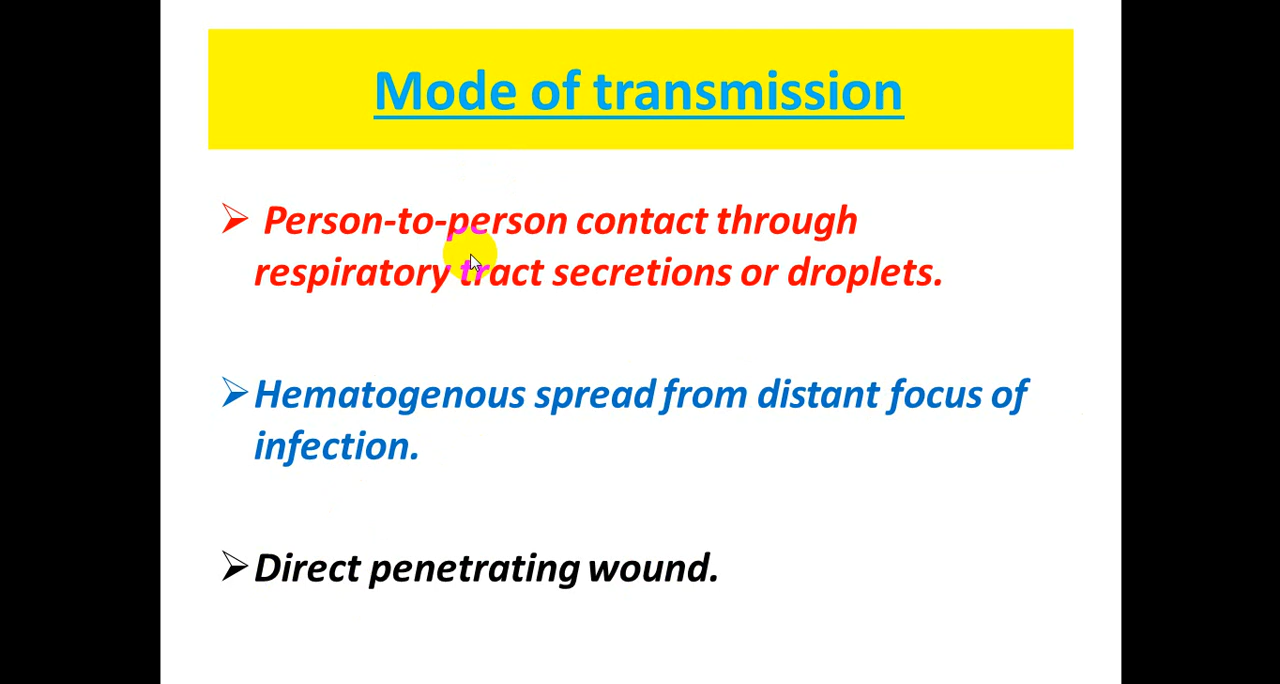 Mode of transmission
➢ Person-to-person contact through
respiratory tract secretions or droplets.
➢Hematogenous spread from distant focus of
infection.
➢Direct penetrating wound.